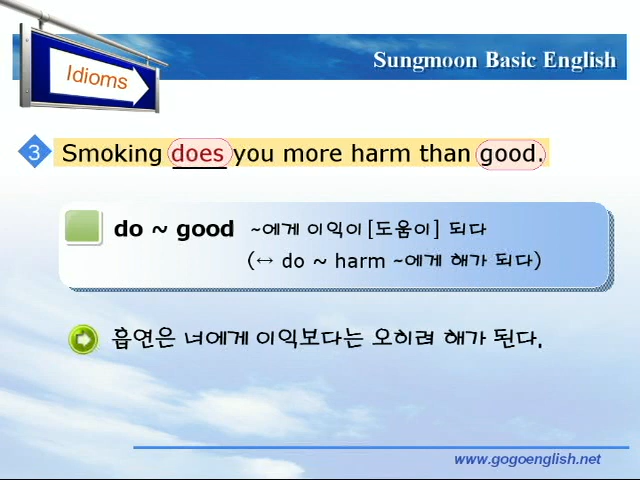 Idioms
Sungmoon Basic English
3 Smoking does you more harm than good.
do ~ good ~에게 이익이 [도움이] 되다
(↔ do ~ harm ~에게 해가 되다)
흡연은 너에게 이익보다는 오히려 해가 된다.
www.gogoenglish.net